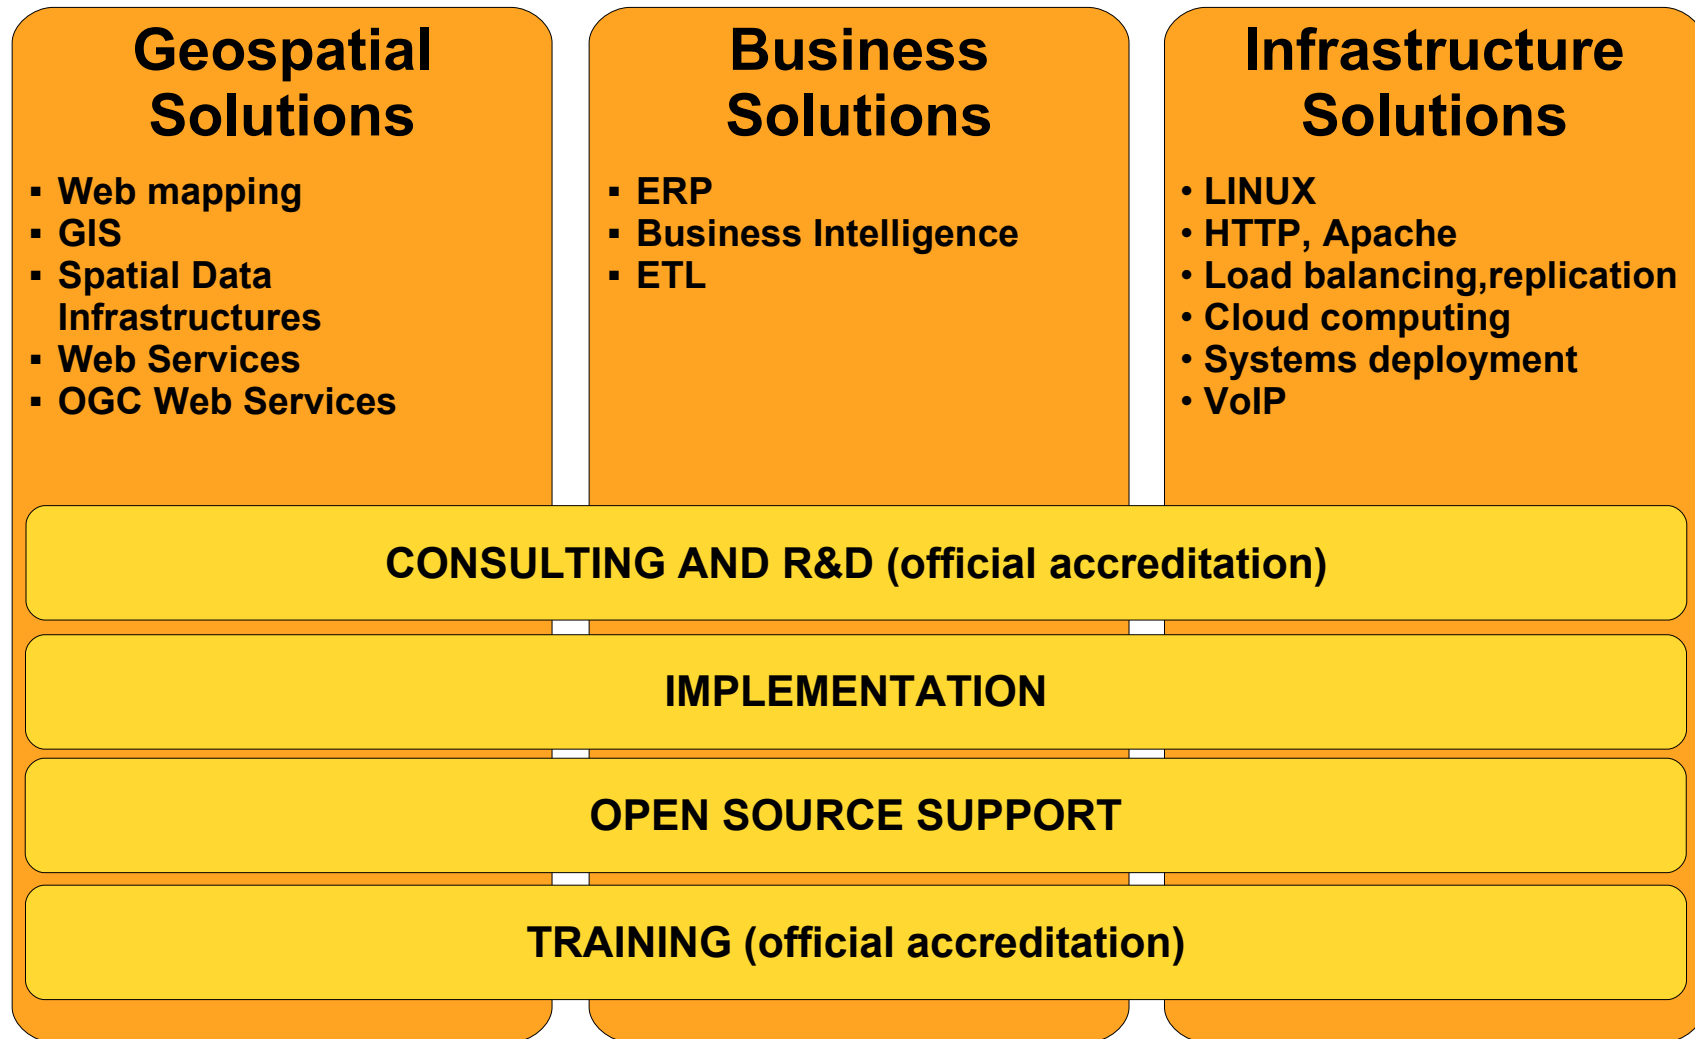 Geospatial
Solutions
▪ Web mapping
▪ GIS
▪ Spatial Data
Infrastructures
▪ Web Services
▪ OGC Web Services
Business
Solutions
▪ ERP
▪ Business Intelligence
▪ ETL
Infrastructure
Solutions
• LINUX
• HTTP, Apache
• Load balancing,replication
• Cloud computing
• Systems deployment
• VoIP
CONSULTING AND R&D (official accreditation)
IMPLEMENTATION
OPEN SOURCE SUPPORT
TRAINING (official accreditation)